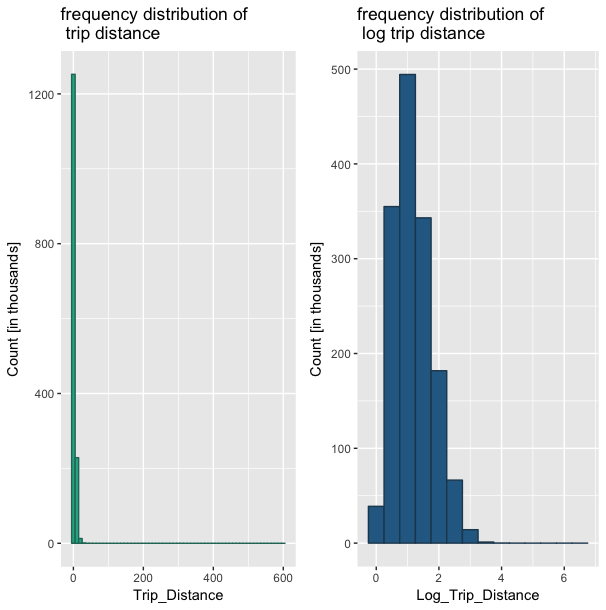 frequency distribution of
trip distance
1200
800
400
0
Count [in thousands]
0 200 400 600
Trip_Distance
frequency distribution of
log trip distance
500
400
300
200
100
0
Count [in thousands]
0 2 4 6
Log_Trip_Distance